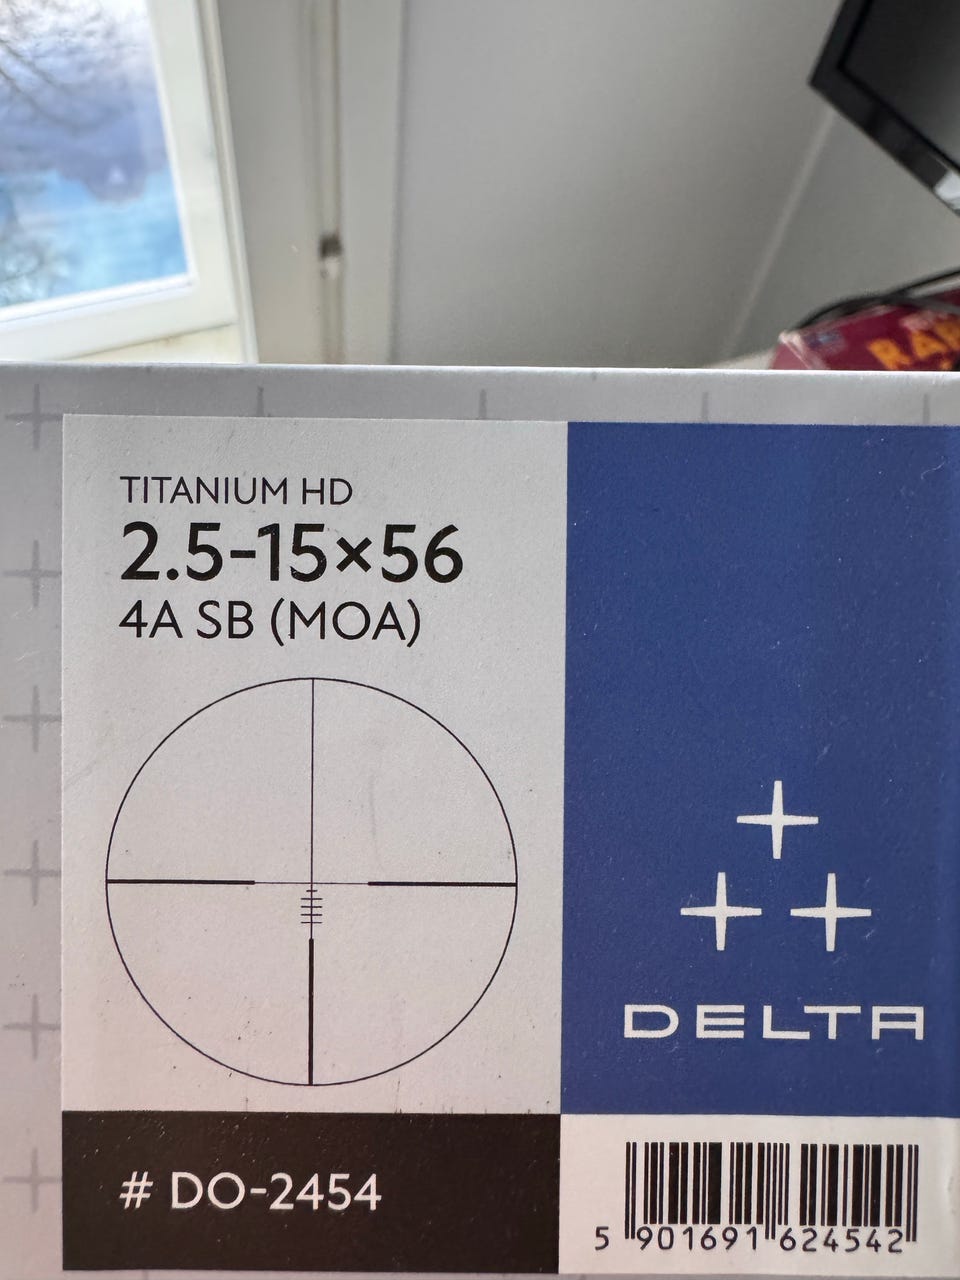 TITANIUM HD
2.5-15×56
4A SB (MOA)
DELTA
# DO-2454
5 901691 624542